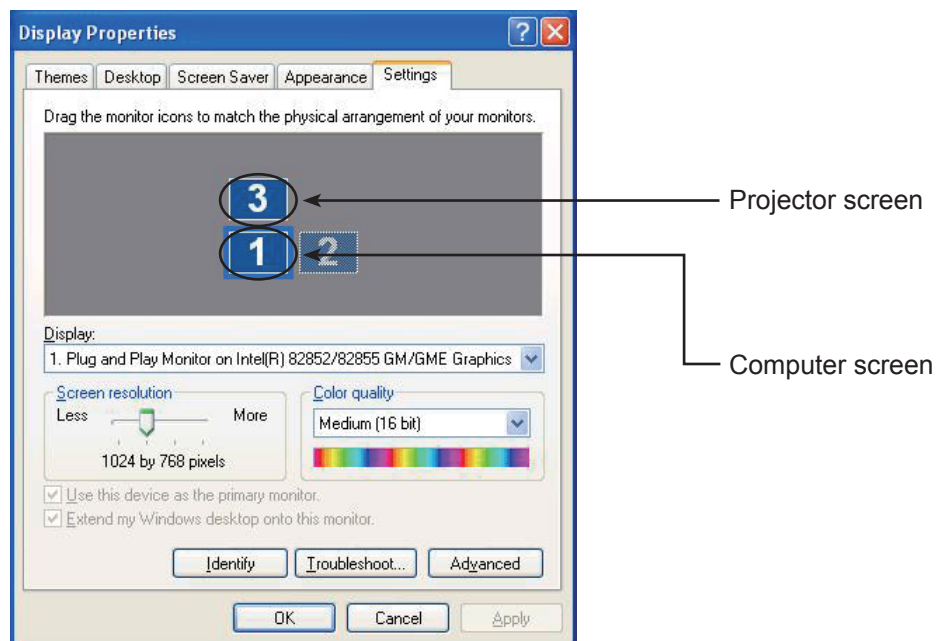 Display Properties
Themes Desktop Screen Saver Appearance Settings
Drag the monitor icons to match the physical arrangement of your monitors.
3
1 2
Projector screen
Computer screen
Display:
1. Plug and Play Monitor on Intel(R) 82852/82855 GM/GME Graphics
Screen resolution
Less More
1024 by 768 pixels
Color quality
Medium (16 bit)
Use this device as the primary monitor.
Extend my Windows desktop onto this monitor.
Identify Troubleshoot... Advanced
OK Cancel Apply